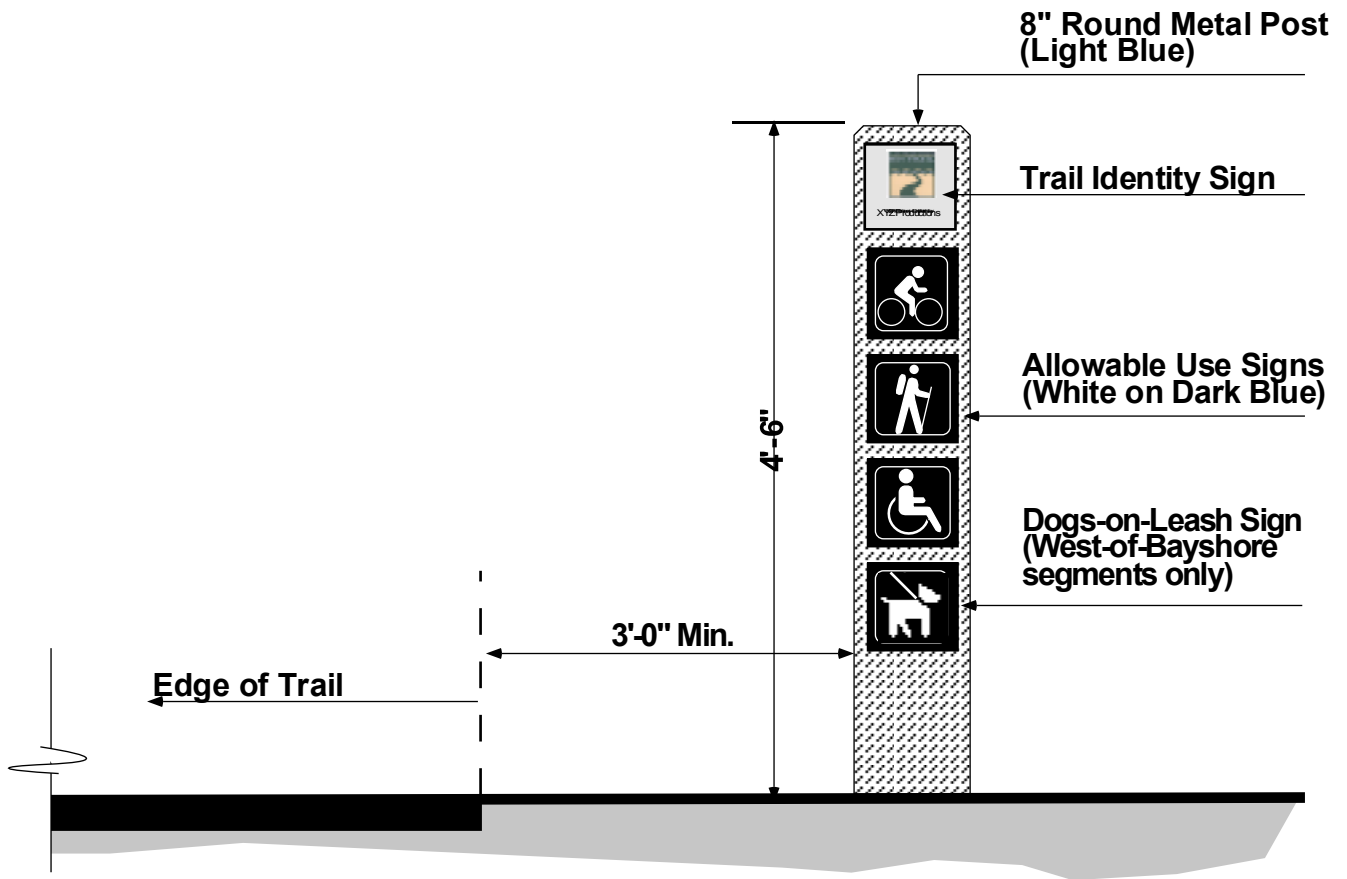 8" Round Metal Post
(Light Blue)
Trail Identity Sign
Allowable Use Signs
(White on Dark Blue)
4'-6"
Dogs-on-Leash Sign
(West-of-Bayshore
segments only)
3'-0" Min.
Edge of Trail